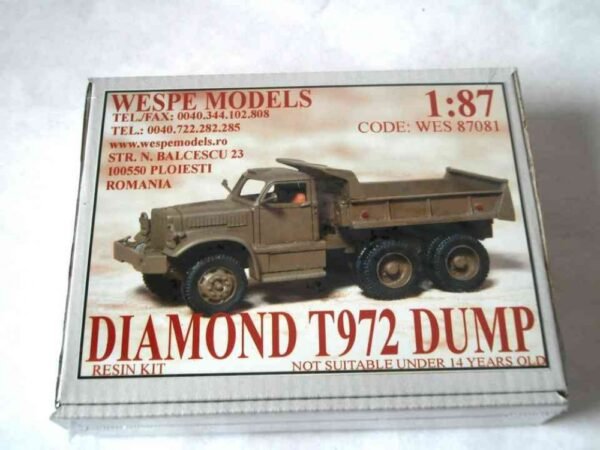 WESPE MODELS
TEL./FAX: 0040.344.102.808
TEL.: 0040.722.282.285
www.wespemodels.ro
STR. N. BALCESCU 23
100550 PLOIESTI
ROMANIA
1:87
CODE: WES 87081
DIAMOND T972 DUMP
RESIN KIT
NOT SUITABLE UNDER 14 YEARS OLD